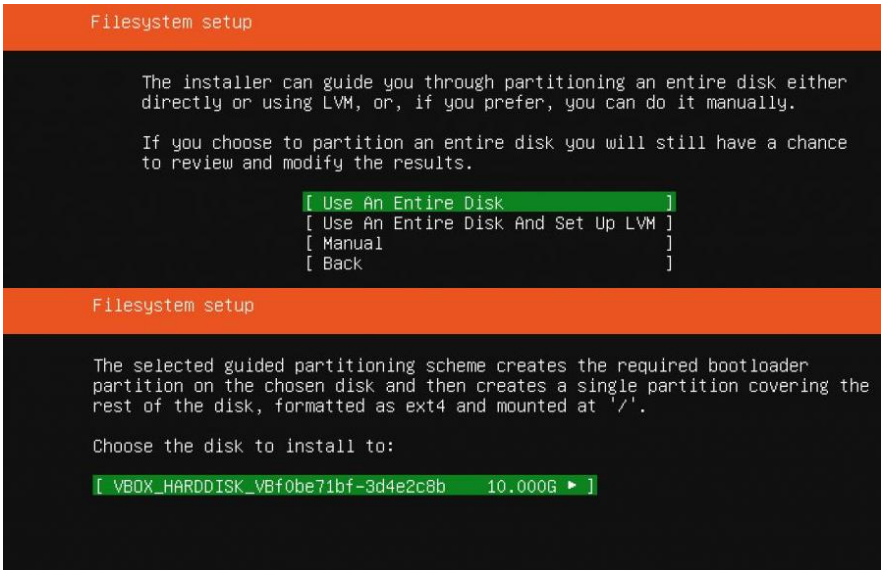 Filesystem setup
The installer can guide you through partitioning an entire disk either
directly or using LVM, or, if you prefer, you can do it manually.
If you choose to partition an entire disk you will still have a chance
to review and modify the results.
[ Use An Entire Disk ]
[ Use An Entire Disk And Set Up LVM ]
[ Manual ]
[ Back ]
Filesystem setup
The selected guided partitioning scheme creates the required bootloader
partition on the chosen disk and then creates a single partition covering the
rest of the disk, formatted as ext4 and mounted at '/'.
Choose the disk to install to:
[ VBOX_HARDDISK_VBf0be71bf-3d4e2c8b 10.000G ► ]